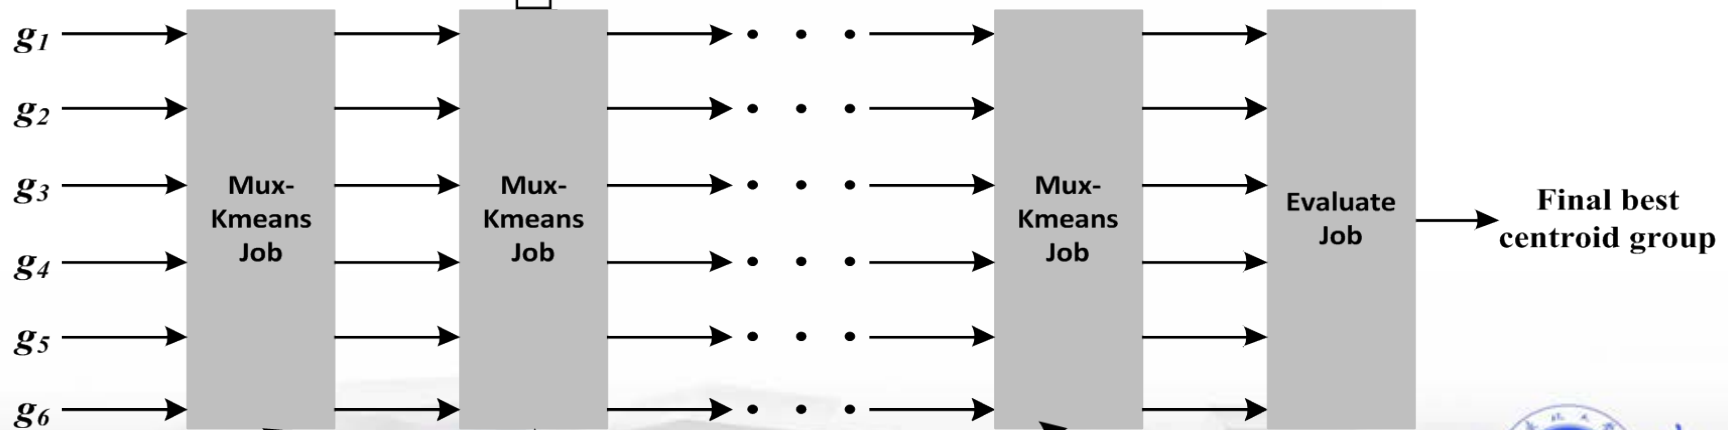 g1
g2
g3
g4
g5
g6
Mux-
Kmeans
Job
Mux-
Kmeans
Job
Mux-
Kmeans
Job
Evaluate
Job
Final best
centroid group